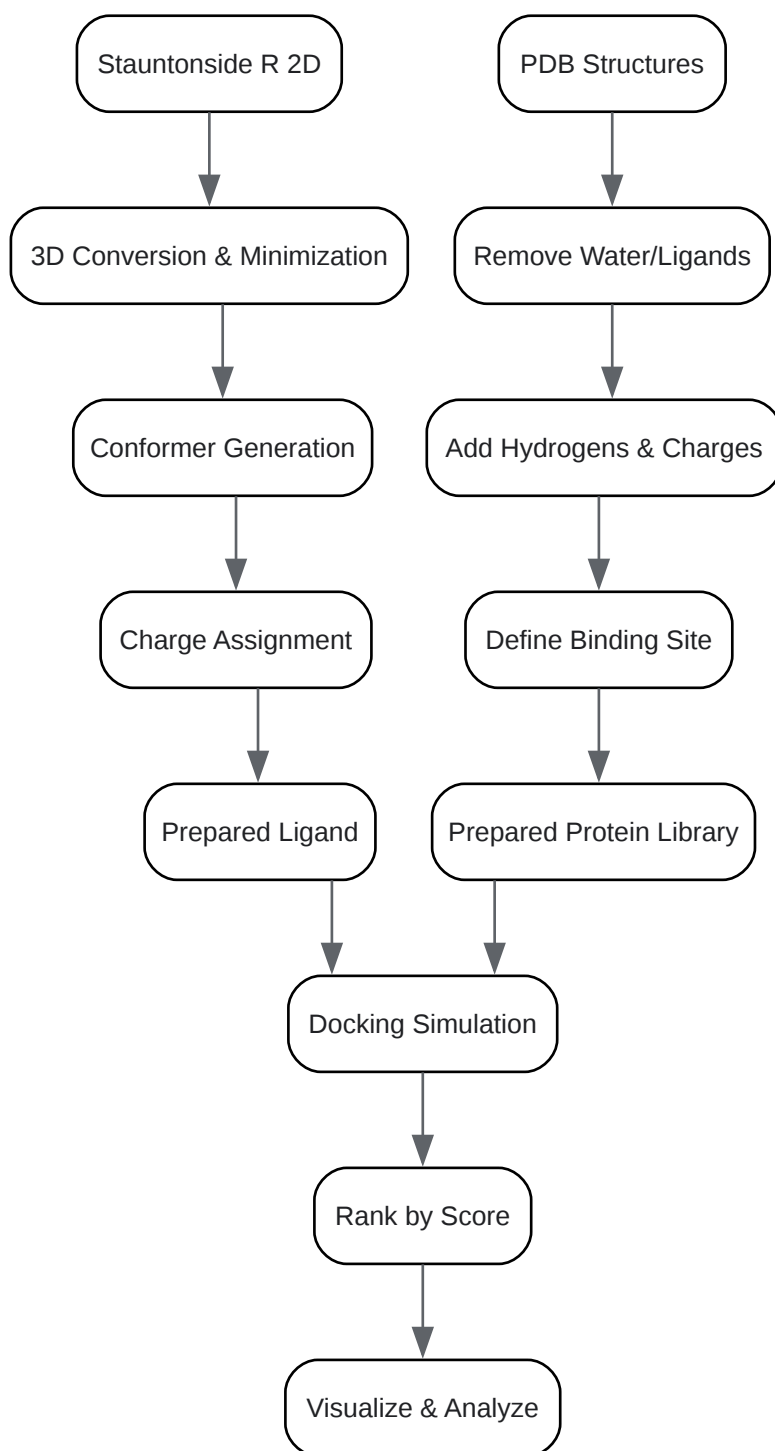 Stauntonside R 2D
PDB Structures
3D Conversion & Minimization
Remove Water/Ligands
Conformer Generation
Add Hydrogens & Charges
Charge Assignment
Define Binding Site
Prepared Ligand
Prepared Protein Library
Docking Simulation
Rank by Score
Visualize & Analyze